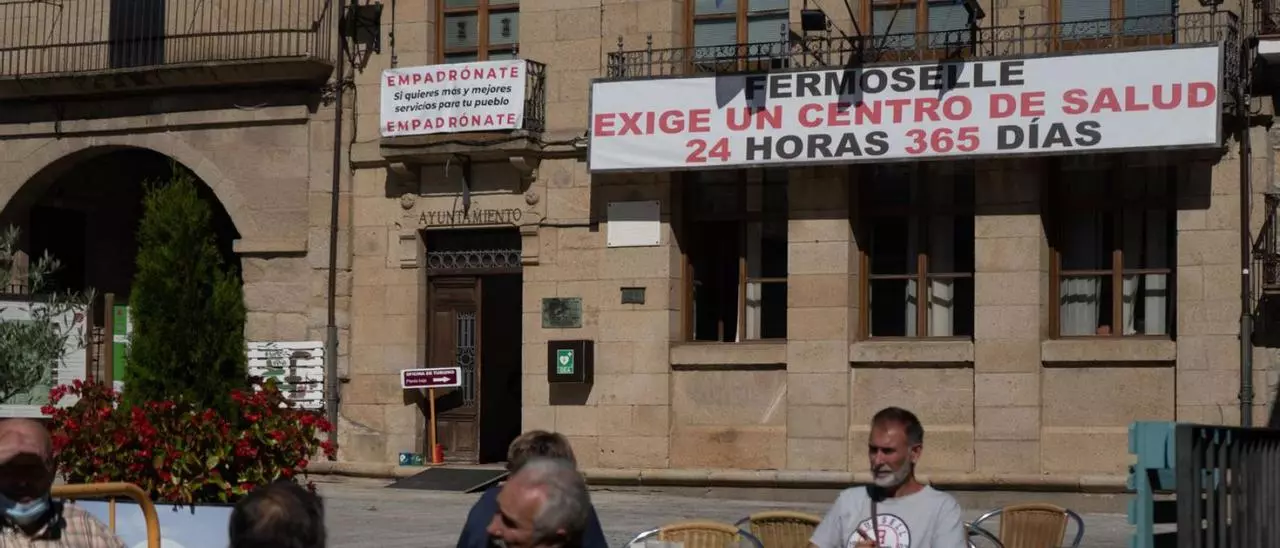 EMPADRÓNATE
Si quieres más y mejores
servicios para tu pueblo
EMPADRÓNATE
FERMOSELLE
EXIGE UN CENTRO DE SALUD
24 HORAS 365 DÍAS
AYUNTAMIENTO
OFICINA DE TURISMO
DEA